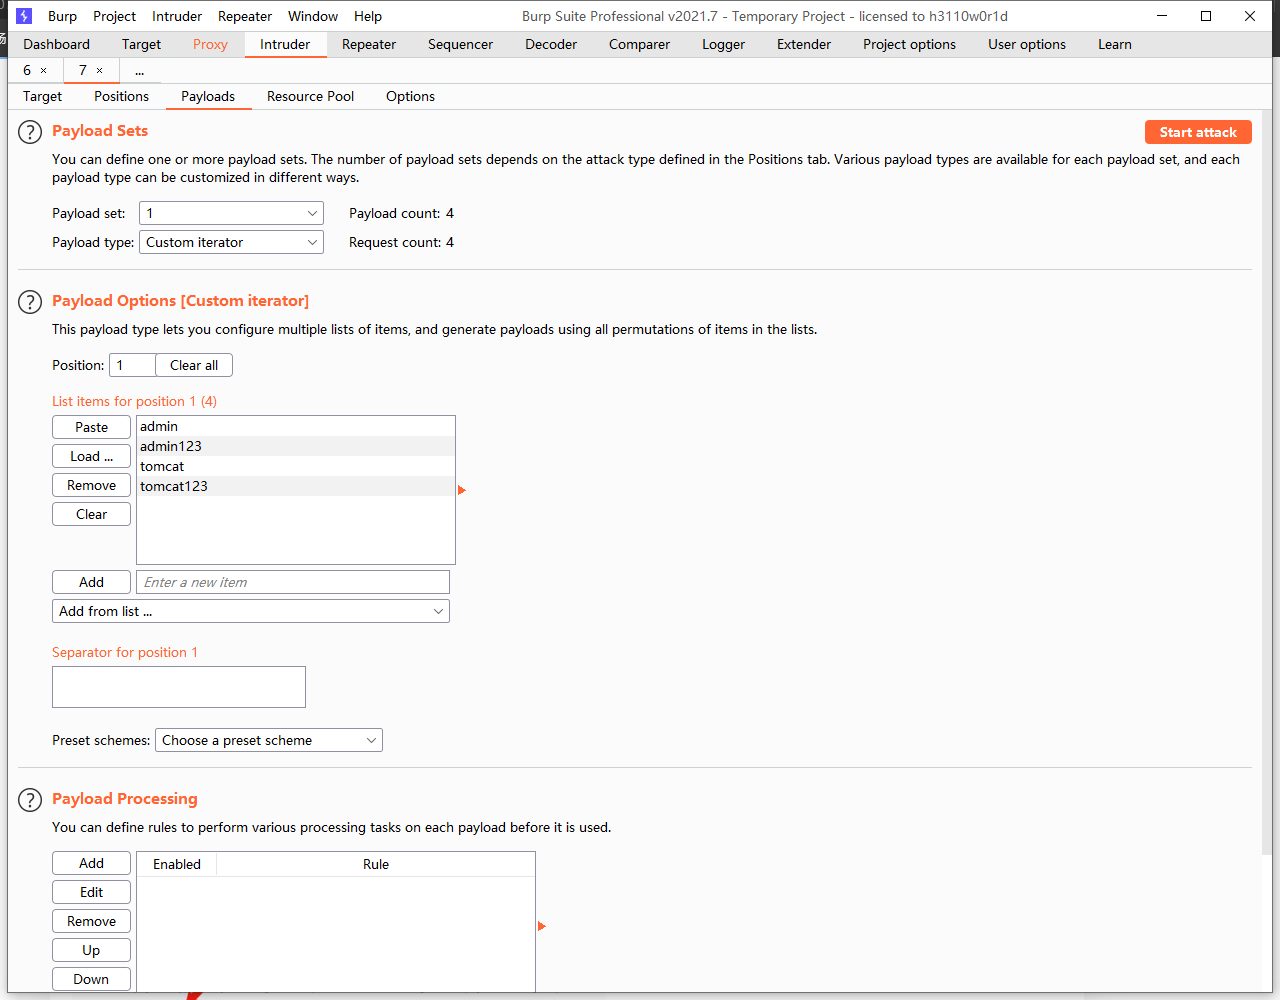 Burp Project Intruder Repeater Window Help Burp Suite Professional v2021.7 - Temporary Project - licensed to h3110w0r1d
Dashboard Target Proxy Intruder Repeater Sequencer Decoder Comparer Logger Extender Project options User options Learn
6 × 7 × ...
Target Positions Payloads Resource Pool Options
? Payload Sets Start attack
You can define one or more payload sets. The number of payload sets depends on the attack type defined in the Positions tab. Various payload types are available for each payload set, and each
payload type can be customized in different ways.
Payload set: 1 Payload count: 4
Payload type: Custom iterator Request count: 4
? Payload Options [Custom iterator]
This payload type lets you configure multiple lists of items, and generate payloads using all permutations of items in the lists.
Position: 1 Clear all
List items for position 1 (4)
Paste admin
admin123
Load ... tomcat
Remove tomcat123
Clear
Add Enter a new item
Add from list ...
Separator for position 1
Preset schemes: Choose a preset scheme
? Payload Processing
You can define rules to perform various processing tasks on each payload before it is used.
Add Enabled Rule
Edit
Remove
Up
Down